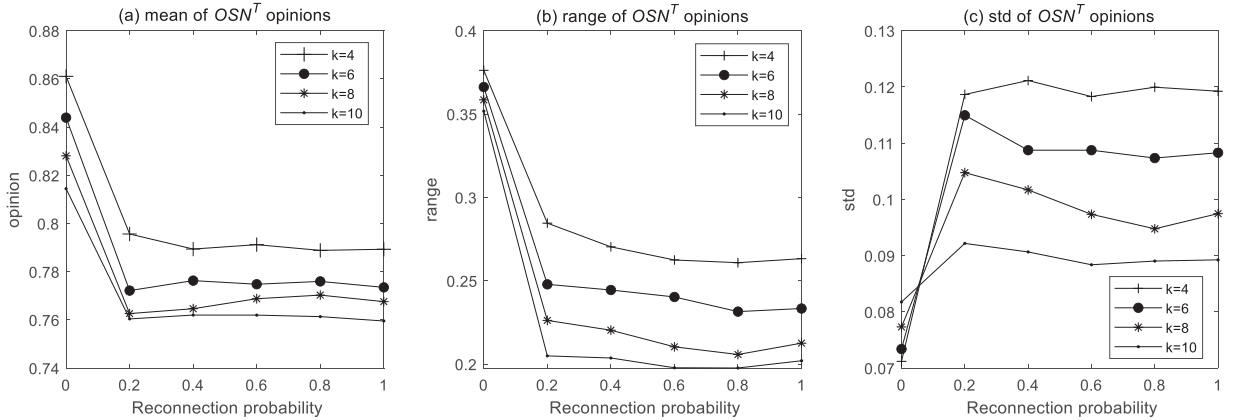 (a) mean of OSN^T opinions
0.88
0.86
0.84
0.82
0.8
0.78
0.76
0.74
opinion
0 0.2 0.4 0.6 0.8 1
Reconnection probability
k=4
k=6
k=8
k=10
(b) range of OSN^T opinions
0.4
0.35
0.3
0.25
0.2
range
0 0.2 0.4 0.6 0.8 1
Reconnection probability
k=4
k=6
k=8
k=10
(c) std of OSN^T opinions
0.13
0.12
0.11
0.1
0.09
0.08
0.07
std
0 0.2 0.4 0.6 0.8 1
Reconnection probability
k=4
k=6
k=8
k=10